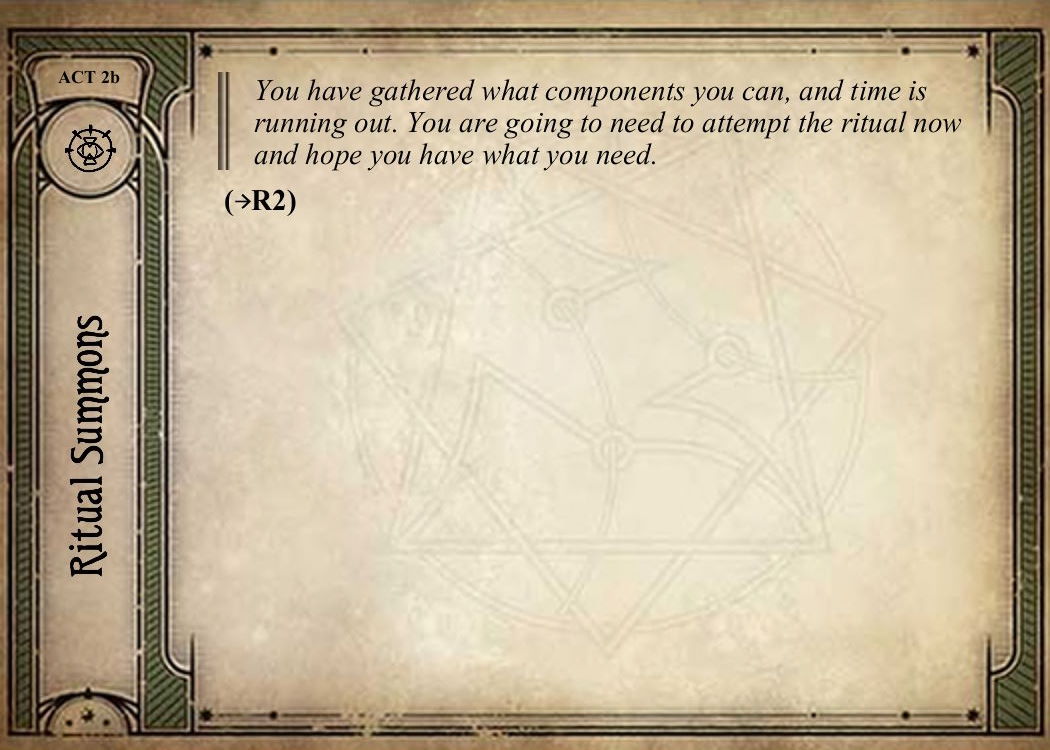 ACT 2b
Ritual Summons
You have gathered what components you can, and time is
running out. You are going to need to attempt the ritual now
and hope you have what you need.
(→R2)